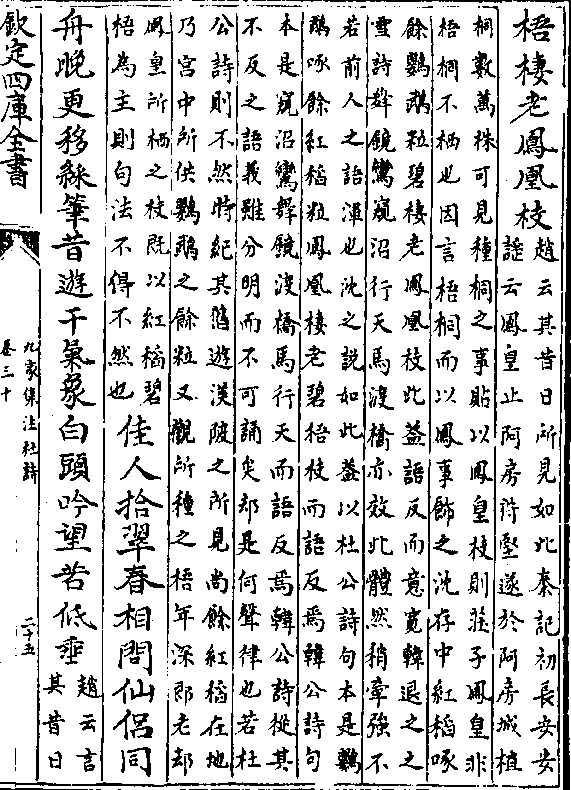 梧棲老鳳凰枝
趙云其昔日所見如此秦記初長安安
謡云鳳皇止阿房苻堅遂於阿房城植
桐數萬株可見種桐之事貼以鳳皇枝則莊子鳳皇非
梧桐不栖也因言梧桐而以鳳事飾之沈存中紅稻啄
餘鸚鵡粒碧棲老鳳凰枝此葢語反而意寛韓退之之
雪詩舞鏡鸞窺沼行天馬渡橋亦效此體然稍牽強不
若前人之語渾也沈之說如此葢以杜公詩句本是鸚
鵡啄餘紅稻粒鳳凰棲老碧梧枝而語反焉韓公詩句
本是窺沼鸞舞鏡渡橋馬行天而語反焉韓公詩從其
不反之語義雖分明而不可誦矣却是何聲律也若杜
公詩則不然特紀其舊遊渼陂之所見尚餘紅稻在地
乃宮中所供鸚鵡之餘粒又觀所種之梧年深即老却
鳳皇所栖之枝既以紅稻碧
梧為主則句法不得不然也
佳人拾翠春相問仙侶同
舟晚更移綵筆昔遊干氣象白頭吟望苦低垂
趙云言
其昔日
欽定四庫全書
九家集注杜詩
卷三十
二十五